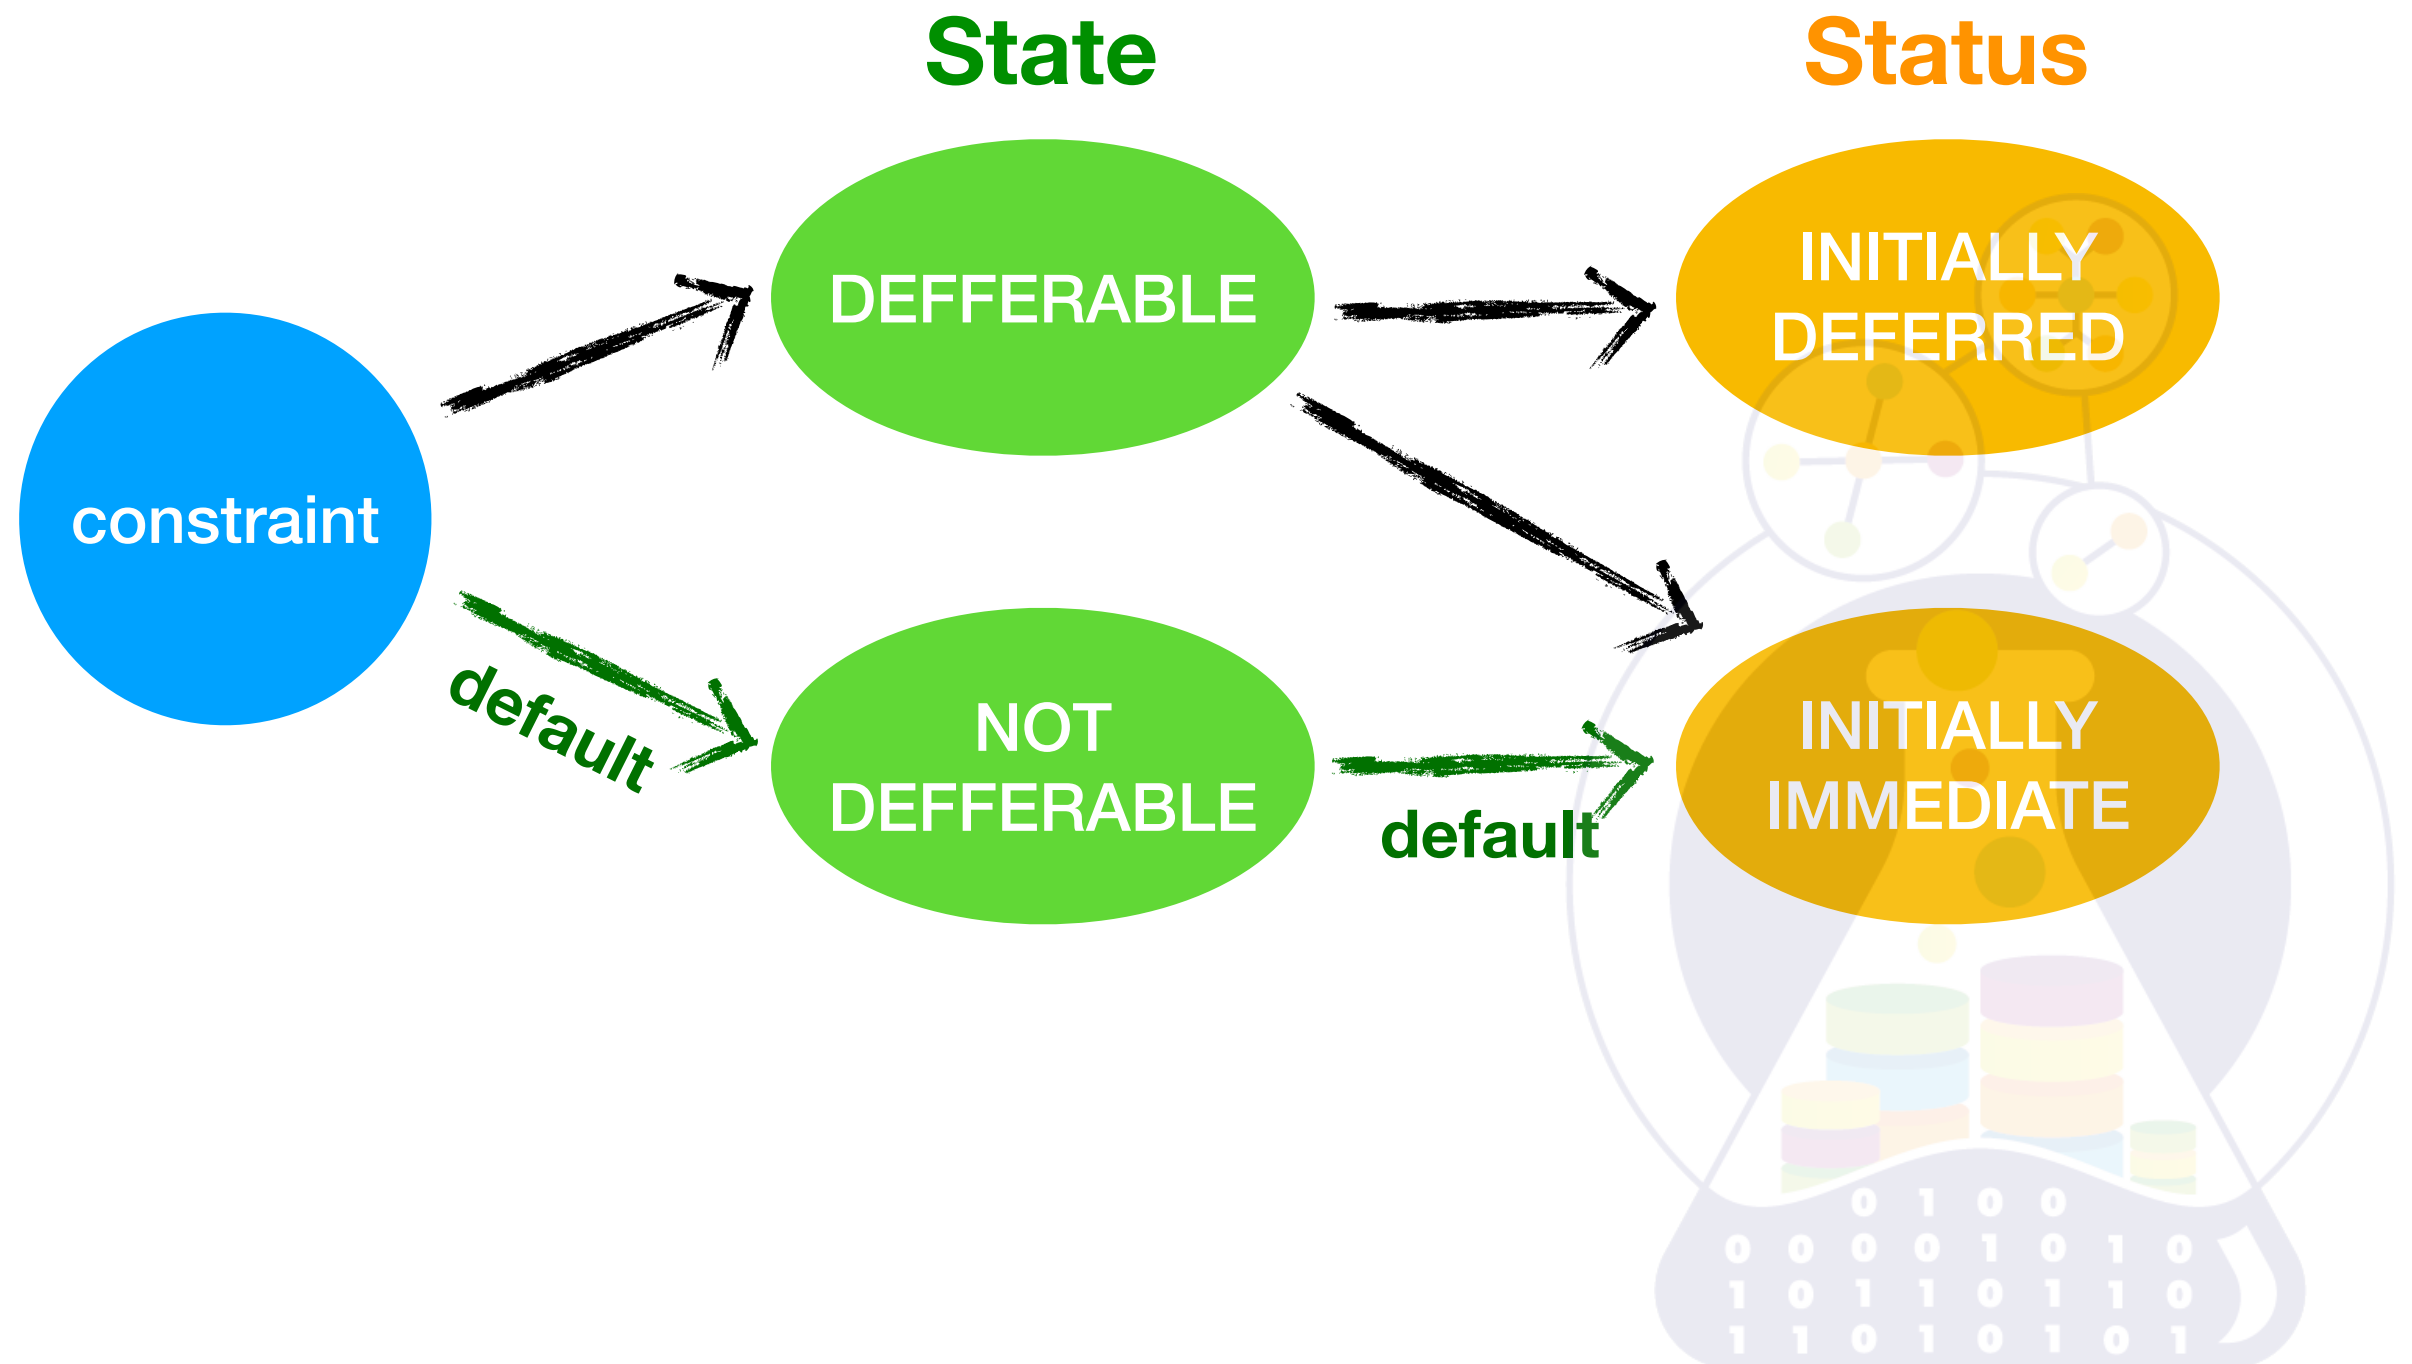 State
Status
DEFFERABLE
INITIALLY
DEFERRED
constraint
default
NOT
DEFFERABLE
default
INITIALLY
IMMEDIATE
0 1 0 0
0 0 0 0 1 0 1 0
1 0 1 1 0 1 1 0
1 1 0 1 0 1 0 1